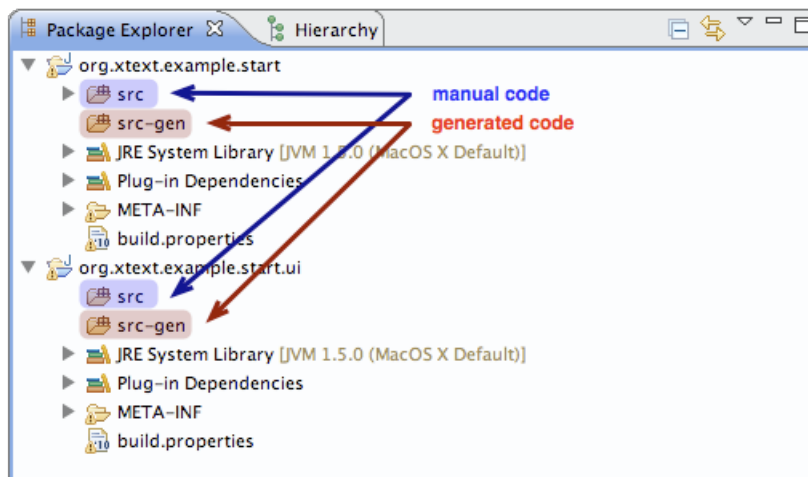 Package Explorer Hierarchy
org.xtext.example.start
src manual code
src-gen generated code
JRE System Library [JVM 1.5.0 (MacOS X Default)]
Plug-in Dependencies
META-INF
build.properties
org.xtext.example.start.ui
src
src-gen
JRE System Library [JVM 1.5.0 (MacOS X Default)]
Plug-in Dependencies
META-INF
build.properties